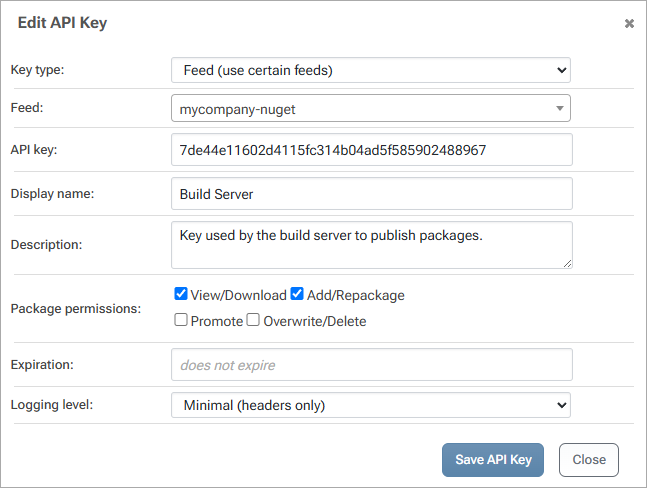 Edit API Key
Key type: Feed (use certain feeds)
Feed: mycompany-nuget
API key: 7de44e11602d4115fc314b04ad5f585902488967
Display name: Build Server
Description: Key used by the build server to publish packages.
Package permissions: View/Download Add/Repackage
Promote Overwrite/Delete
Expiration: does not expire
Logging level: Minimal (headers only)
Save API Key Close